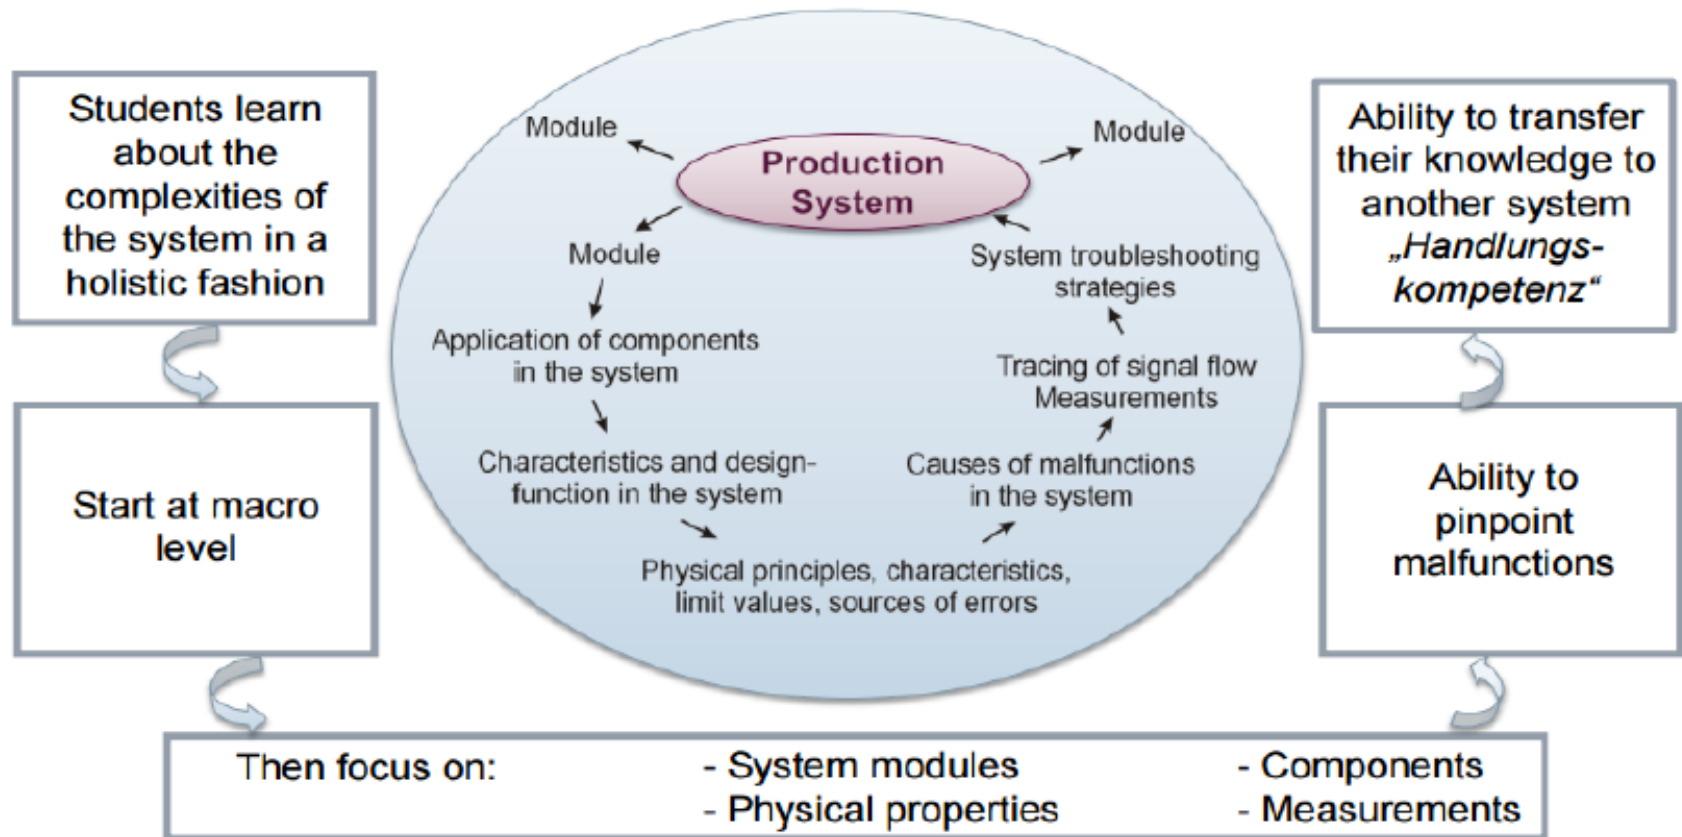 Students learn
about the
complexities of
the system in a
holistic fashion
Start at macro
level
Module
Production
System
Module
Module
Application of components
in the system
Characteristics and design-
function in the system
Physical principles, characteristics,
limit values, sources of errors
Causes of malfunctions
in the system
Tracing of signal flow
Measurements
System troubleshooting
strategies
Ability to transfer
their knowledge to
another system
„Handlungs-
kompetenz“
Ability to
pinpoint
malfunctions
Then focus on: - System modules - Components
- Physical properties - Measurements